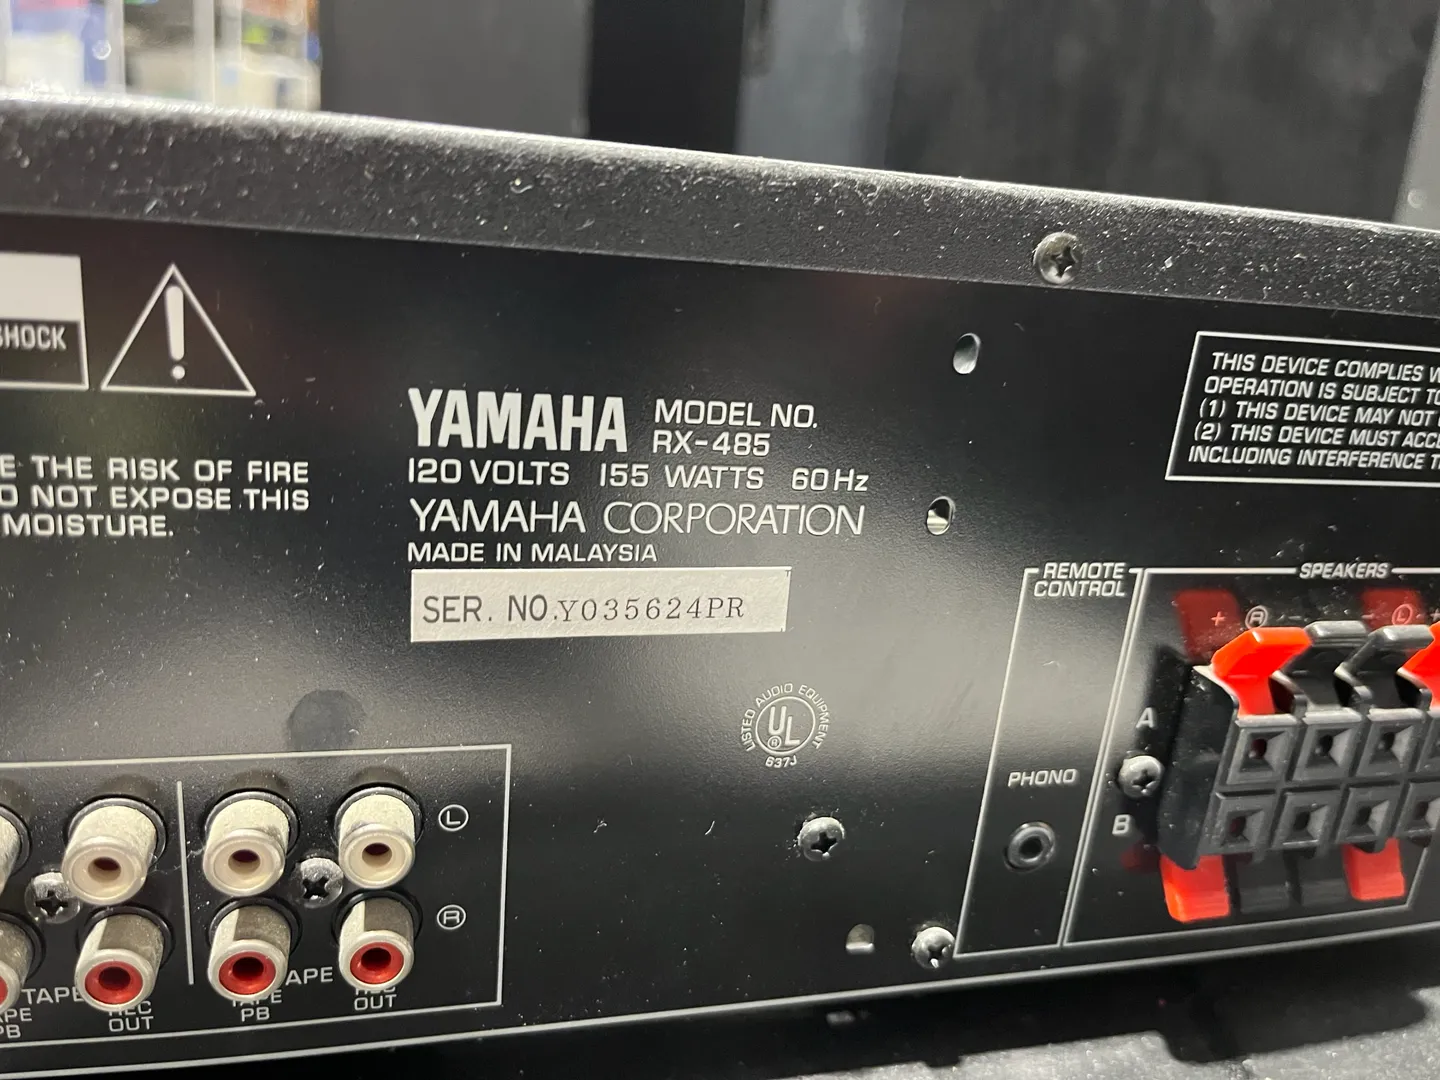 SHOCK
E THE RISK OF FIRE
O NOT EXPOSE THIS
MOISTURE.
YAMAHA MODEL NO.
RX-485
120 VOLTS 155 WATTS 60 Hz
YAMAHA CORPORATION
MADE IN MALAYSIA
SER. NO. Y035624PR
LISTED AUDIO EQUIPMENT
UL
®
637J
THIS DEVICE COMPLIES W
OPERATION IS SUBJECT TO
(1) THIS DEVICE MAY NOT
(2) THIS DEVICE MUST ACCE
INCLUDING INTERFERENCE T
REMOTE
CONTROL
SPEAKERS
+ R - - L +
A
B
PHONO
L
R
TAPE
PB
REC
OUT
TAPE
TAPE
PB
REC
OUT